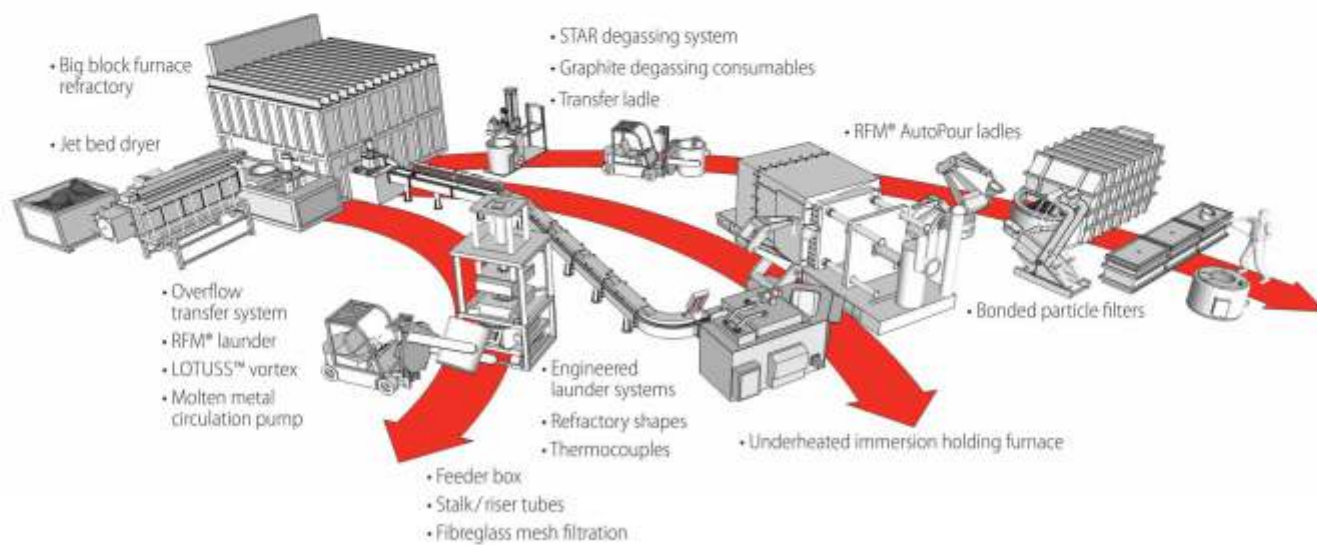 • Big block furnace
refractory
• Jet bed dryer
• STAR degassing system
• Graphite degassing consumables
• Transfer ladle
• RFM® AutoPour ladles
• Overflow
transfer system
• RFM® launder
• LOTUSS™ vortex
• Molten metal
circulation pump
• Engineered
launder systems
• Refractory shapes
• Thermocouples
• Bonded particle filters
• Underheated immersion holding furnace
• Feeder box
• Stalk / riser tubes
• Fibreglass mesh filtration